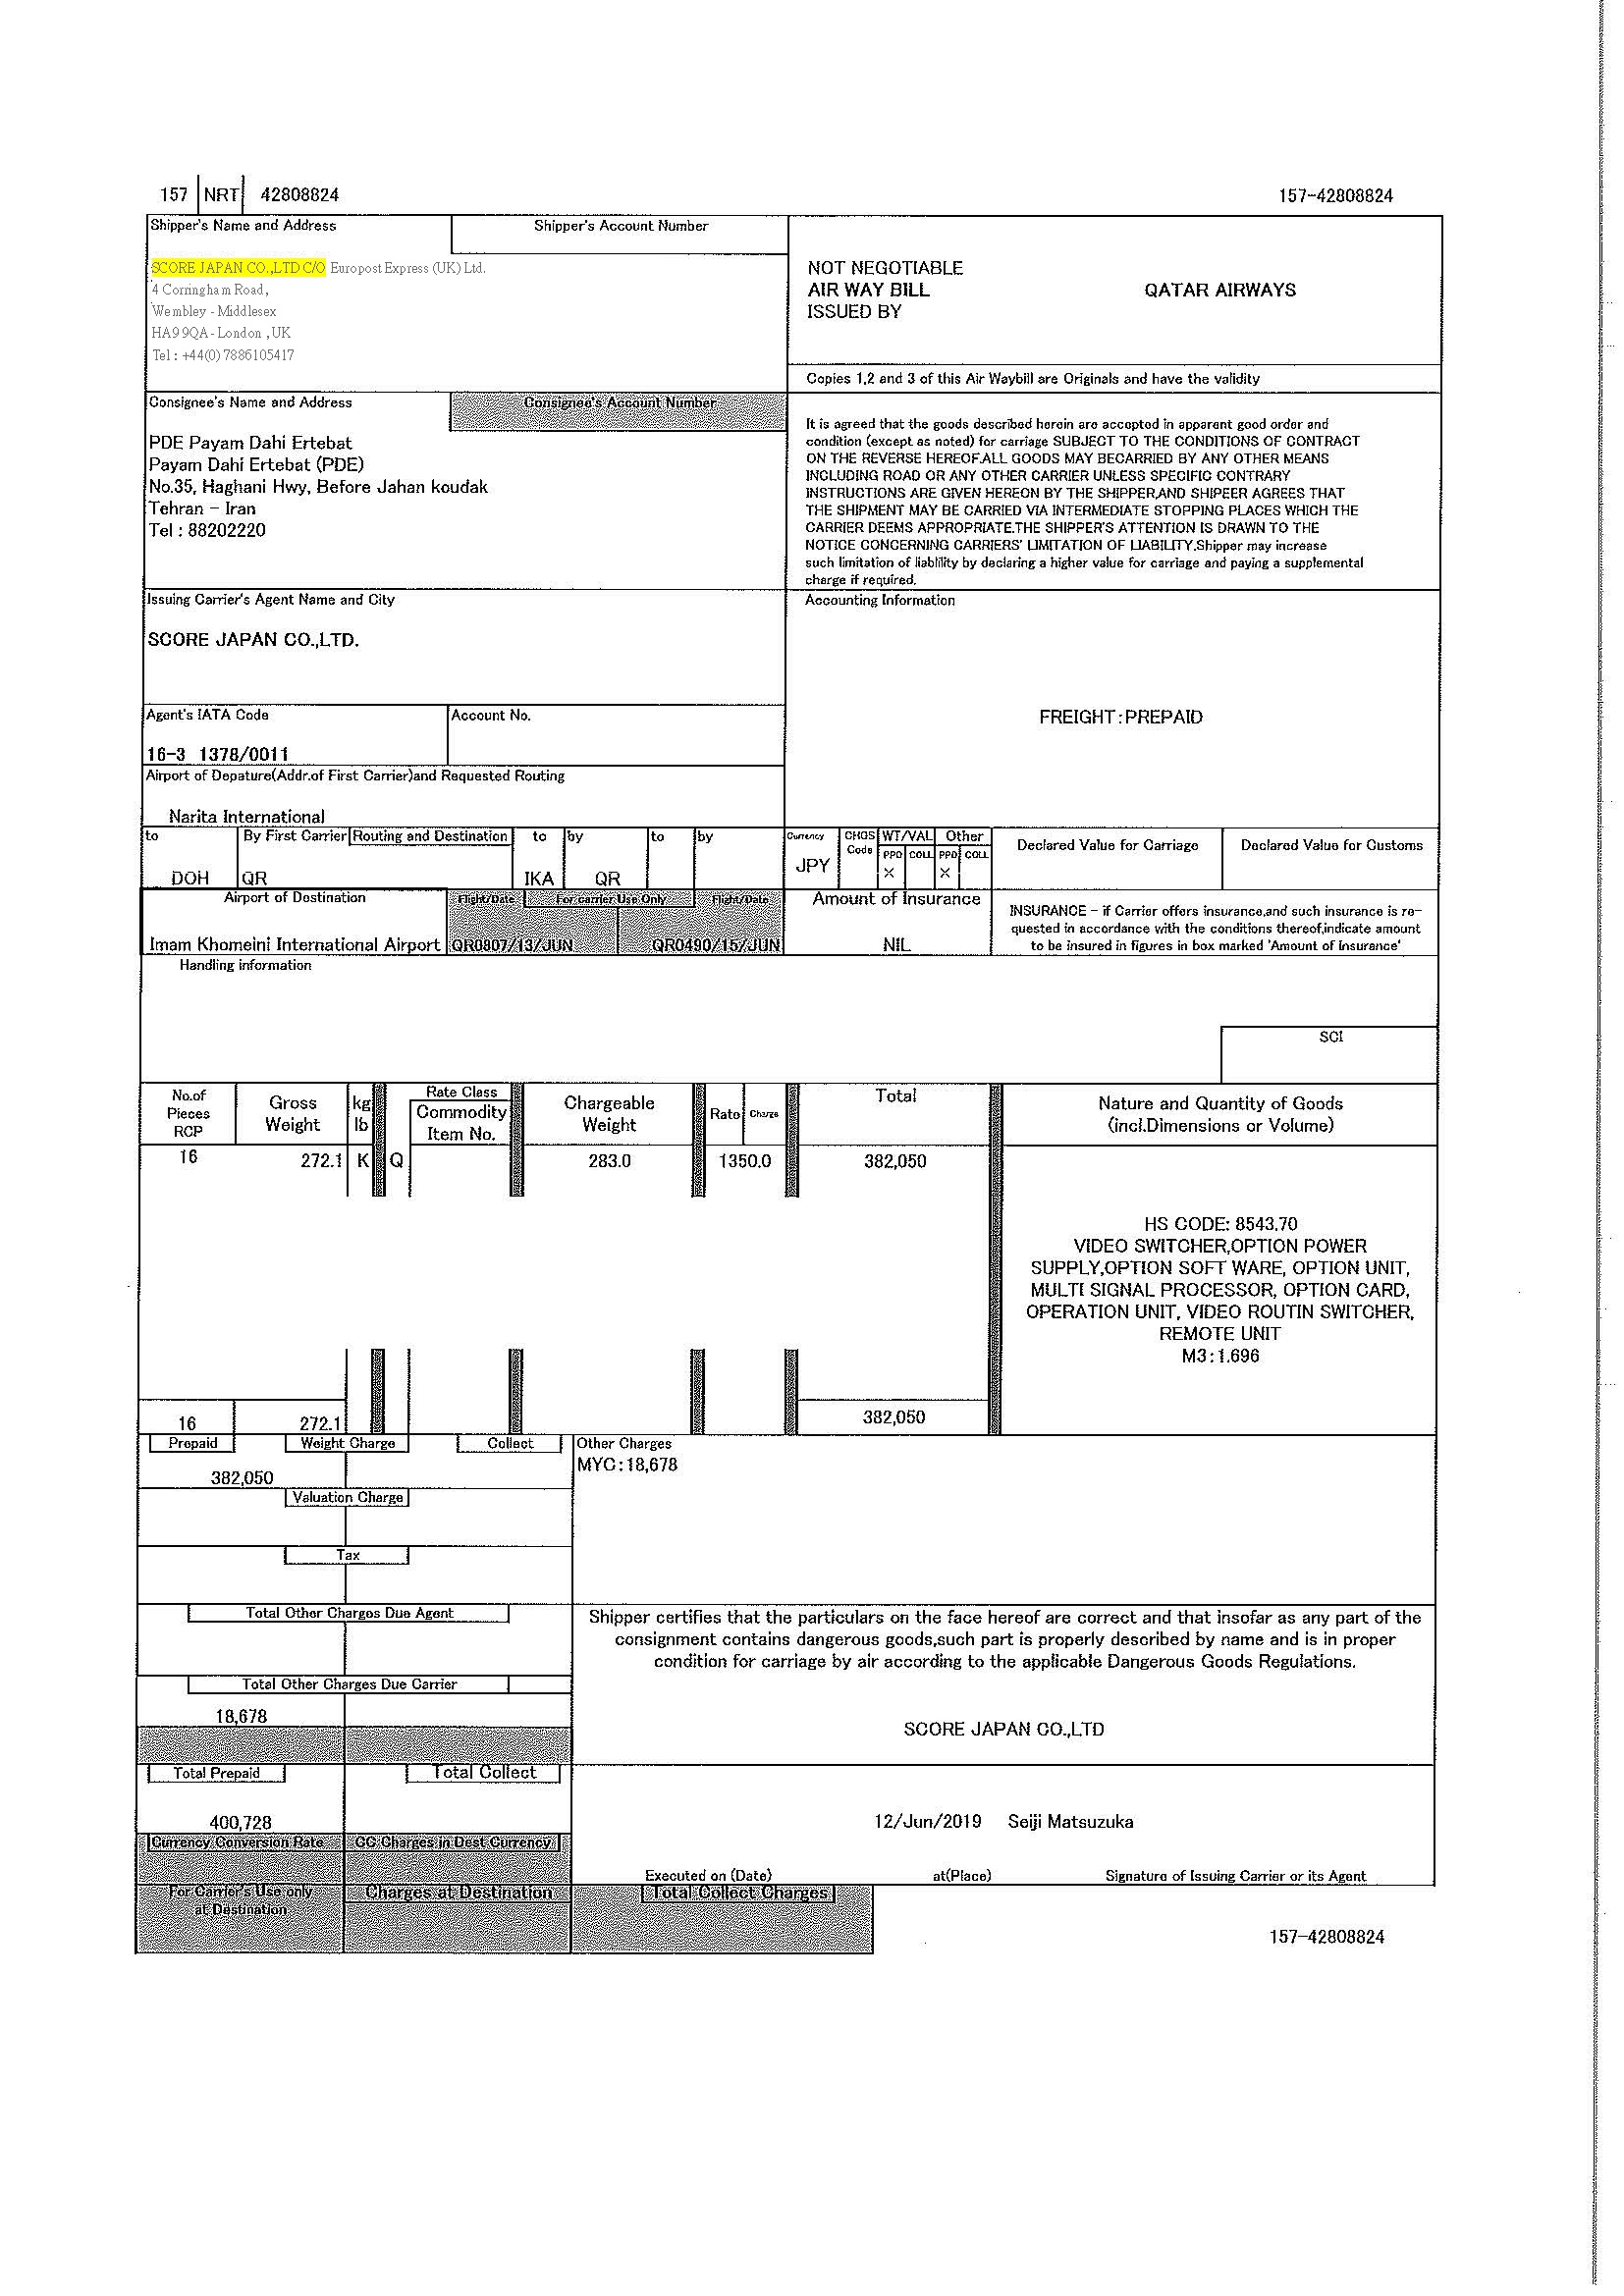 157 NRT 42808824 157-42808824
Shipper's Name and Address Shipper's Account Number
SCORE JAPAN CO.,LTD C/O Europost Express (UK) Ltd.
4 Corringham Road,
Wembley - Middlesex
HA9 9QA - London , UK
Tel : +44(0) 7886105417
NOT NEGOTIABLE
AIR WAY BILL QATAR AIRWAYS
ISSUED BY
Copies 1,2 and 3 of this Air Waybill are Originals and have the validity
Consignee's Name and Address Consignee's Account Number
PDE Payam Dahi Ertebat
Payam Dahi Ertebat (PDE)
No.35, Haghani Hwy, Before Jahan koudak
Tehran - Iran
Tel : 88202220
It is agreed that the goods described herein are accepted in apparent good order and
condition (except as noted) for carriage SUBJECT TO THE CONDITIONS OF CONTRACT
ON THE REVERSE HEREOF.ALL GOODS MAY BECARRIED BY ANY OTHER MEANS
INCLUDING ROAD OR ANY OTHER CARRIER UNLESS SPECIFIC CONTRARY
INSTRUCTIONS ARE GIVEN HEREON BY THE SHIPPER,AND SHIPEER AGREES THAT
THE SHIPMENT MAY BE CARRIED VIA INTERMEDIATE STOPPING PLACES WHICH THE
CARRIER DEEMS APPROPRIATE.THE SHIPPER'S ATTENTION IS DRAWN TO THE
NOTICE CONCERNING CARRIERS' LIMITATION OF LIABILITY.Shipper may increase
such limitation of liablility by declaring a higher value for carriage and paying a supplemental
charge if required.
Issuing Carrier's Agent Name and City
SCORE JAPAN CO.,LTD.
Accounting Information
FREIGHT : PREPAID
Agent's IATA Code Account No.
16-3 1378/0011
Airport of Depature(Addr.of First Carrier)and Requested Routing
Narita International
to By First Carrier Routing and Destination to by to by
DOH QR IKA QR
Currency CHGS Code WT/VAL Other Declared Value for Carriage Declared Value for Customs
PPD COLL PPD COLL
JPY × ×
Airport of Destination Flight/Date For carrier Use Only Flight/Date Amount of Insurance
Imam Khomeini International Airport QR0807/13/JUN QR0490/15/JUN NIL
INSURANCE - if Carrier offers insurance,and such insurance is re-
quested in accordance with the conditions thereof,indicate amount
to be insured in figures in box marked 'Amount of Insurance'
Handling information
SCI
No.of Pieces RCP Gross Weight kg lb Rate Class Commodity Item No. Chargeable Weight Rate Charge Total Nature and Quantity of Goods
(incl.Dimensions or Volume)
16 272.1 K Q 283.0 1350.0 382,050
HS CODE: 8543.70
VIDEO SWITCHER,OPTION POWER
SUPPLY,OPTION SOFT WARE, OPTION UNIT,
MULTI SIGNAL PROCESSOR, OPTION CARD,
OPERATION UNIT, VIDEO ROUTIN SWITCHER,
REMOTE UNIT
M3 : 1.696
16 272.1 382,050
Prepaid Weight Charge Collect Other Charges
MYC : 18,678
382,050
Valuation Charge
Tax
Total Other Charges Due Agent
Shipper certifies that the particulars on the face hereof are correct and that insofar as any part of the
consignment contains dangerous goods,such part is properly described by name and is in proper
condition for carriage by air according to the applicable Dangerous Goods Regulations.
Total Other Charges Due Carrier
18,678
SCORE JAPAN CO.,LTD
Total Prepaid Total Collect
400,728
12/Jun/2019 Seiji Matsuzuka
Currency Conversion Rate CC Charges in Dest Currency
Executed on (Date) at(Place) Signature of Issuing Carrier or its Agent
For Carrier's Use only
at Destination
Charges at Destination Total Collect Charges
157-42808824